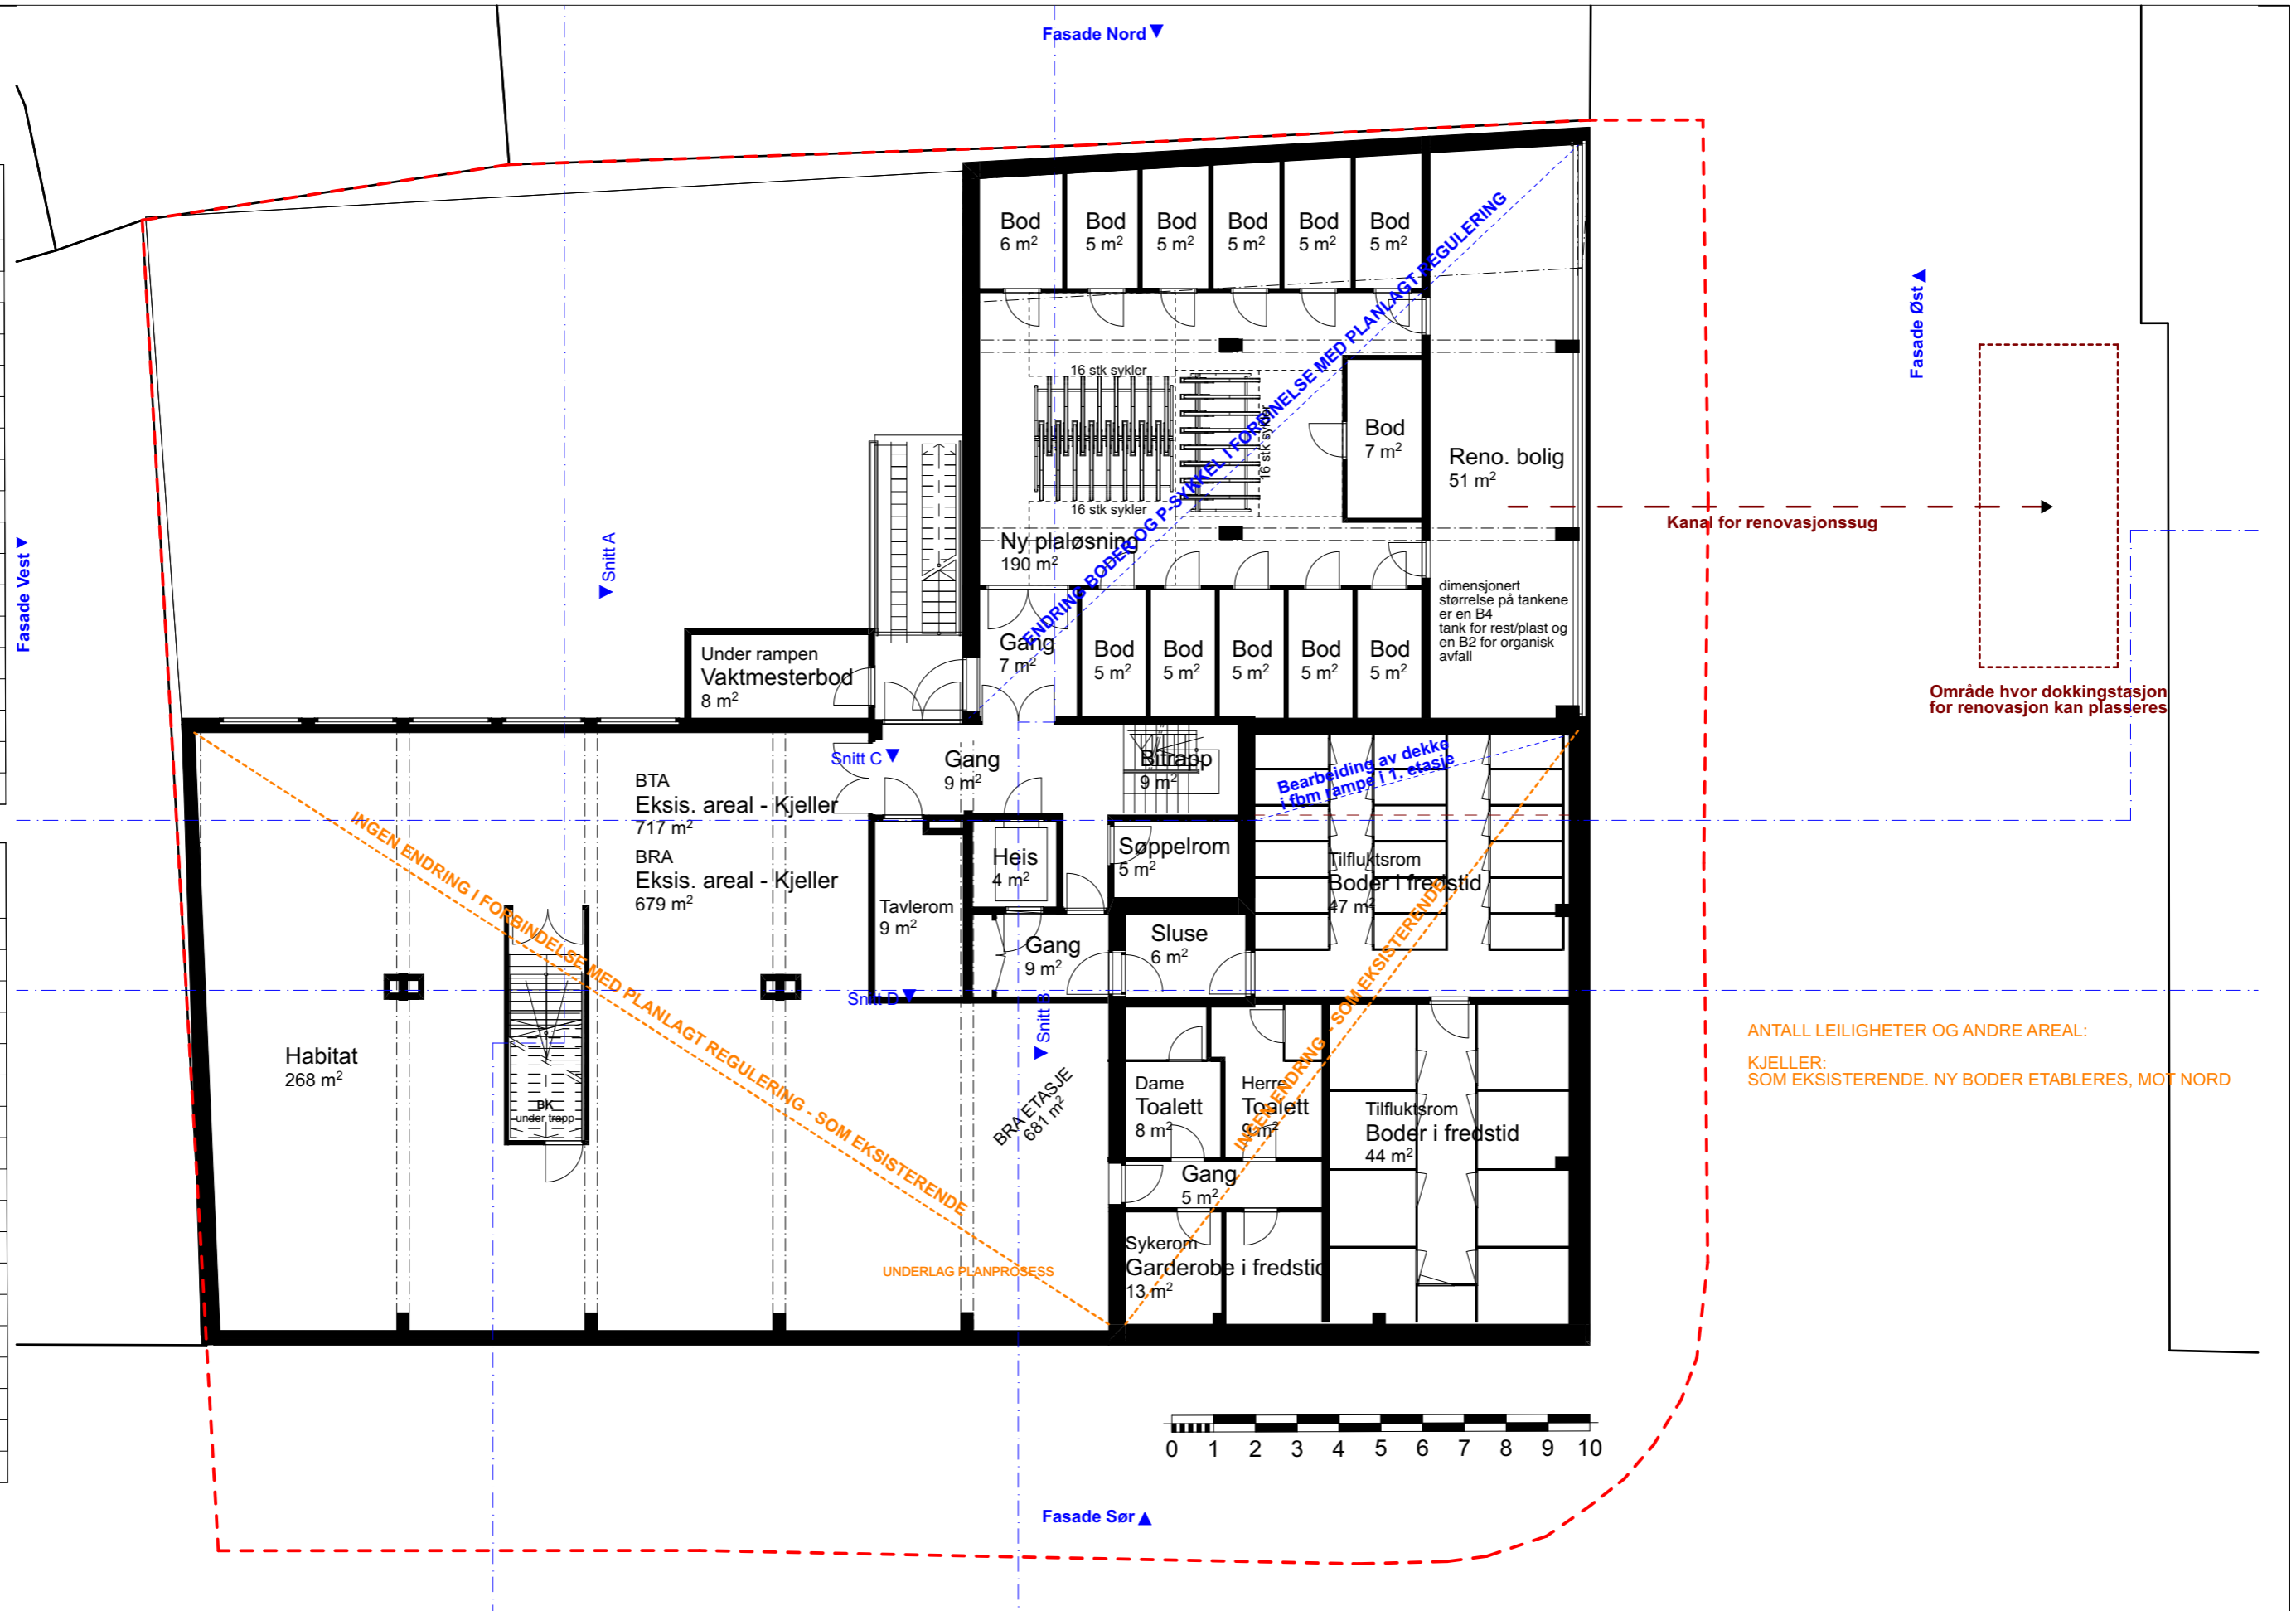 Fasade Nord
Bod
6 m²
Bod
5 m²
Bod
5 m²
Bod
5 m²
Bod
5 m²
Bod
5 m²
Fasade Øst
ENDRING BODER OG P-SYKKEL I FORBINELSE MED PLANLAGT REGULERING
16 stk sykler
16 stk sykler
16 stk sykler
Bod
7 m²
Reno. bolig
51 m²
Kanal for renovasjonssug
Ny plaløsning
190 m²
Fasade Vest
Snitt A
dimensjonert
størrelse på tankene
er en B4
tank for rest/plast og
en B2 for organisk
avfall
Under rampen
Vaktmesterbod
8 m²
Gang
7 m²
Bod
5 m²
Bod
5 m²
Bod
5 m²
Bod
5 m²
Bod
5 m²
Område hvor dokkingstasjon
for renovasjon kan plasseres
Snitt C
Gang
9 m²
Bitrapp
9 m²
Bearbeiding av dekke
i fbm rampe i 1. etasje
BTA
Eksis. areal - Kjeller
717 m²
BRA
Eksis. areal - Kjeller
679 m²
INGEN ENDRING I FORBINDELSE MED PLANLAGT REGULERING - SOM EKSISTERENDE
Heis
4 m²
Søppelrom
5 m²
Tilfluktsrom
Boder i fredstid
47 m²
Tavlerom
9 m²
Gang
9 m²
Sluse
6 m²
Snitt D
Snitt B
INGEN ENDRING - SOM EKSISTERENDE
ANTALL LEILIGHETER OG ANDRE AREAL:
KJELLER:
SOM EKSISTERENDE. NY BODER ETABLERES, MOT NORD
Habitat
268 m²
BK
under trapp
BRA ETASJE
681 m²
Dame
Toalett
8 m²
Herre
Toalett
9 m²
Tilfluktsrom
Boder i fredstid
44 m²
Gang
5 m²
Sykerom
Garderobe i fredstid
13 m²
UNDERLAG PLANPROSESS
0 1 2 3 4 5 6 7 8 9 10
Fasade Sør